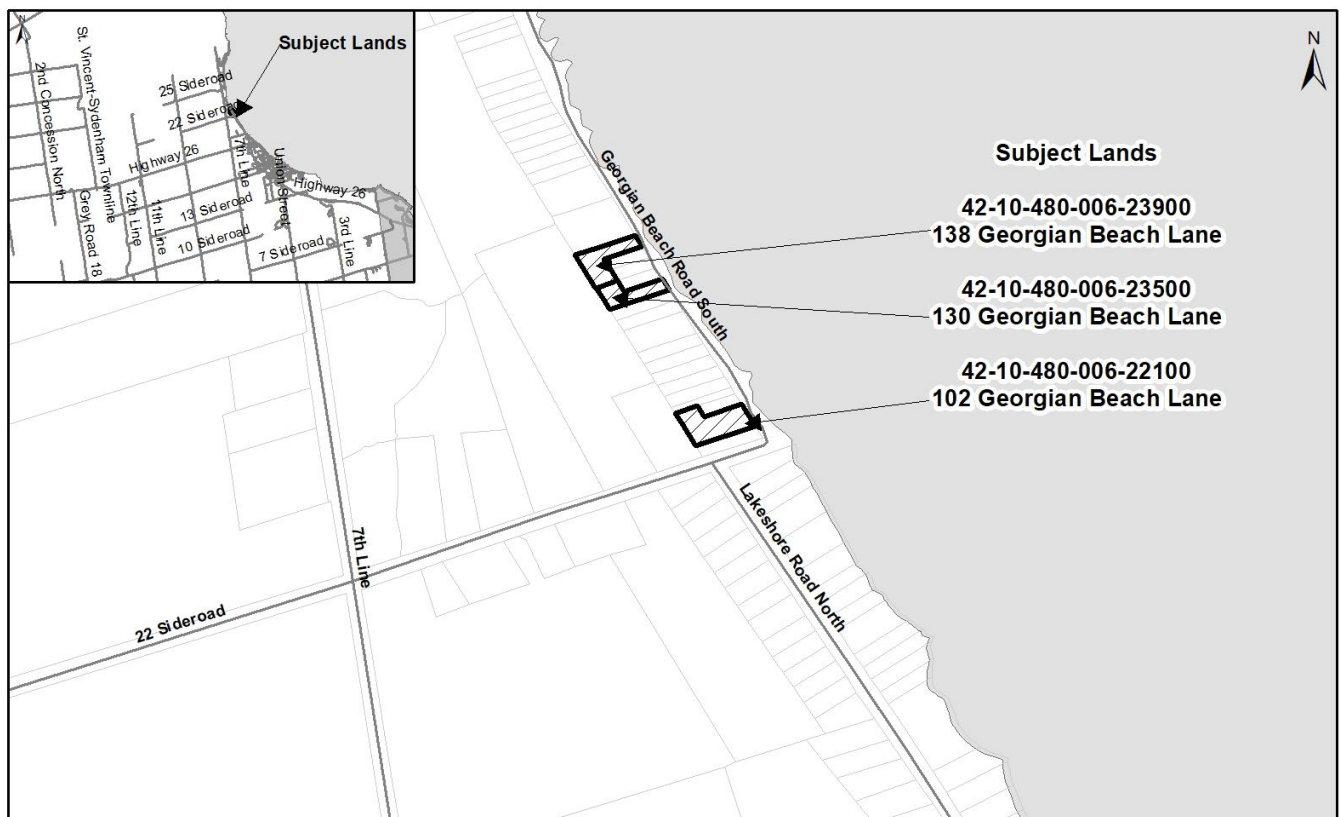 N
Subject Lands
St. Vincent-Sydenham Townline
2nd Concession North
25 Sideroad
22 Sideroad
Highway 26
7th Line
Union Street
Highway 26
Grey Road 18
12th Line
11th Line
13 Sideroad
10 Sideroad
7 Sideroad
3rd Line
N
Subject Lands
42-10-480-006-23900
138 Georgian Beach Lane
42-10-480-006-23500
130 Georgian Beach Lane
42-10-480-006-22100
102 Georgian Beach Lane
Georgian Beach Road South
Lakeshore Road North
7th Line
22 Sideroad